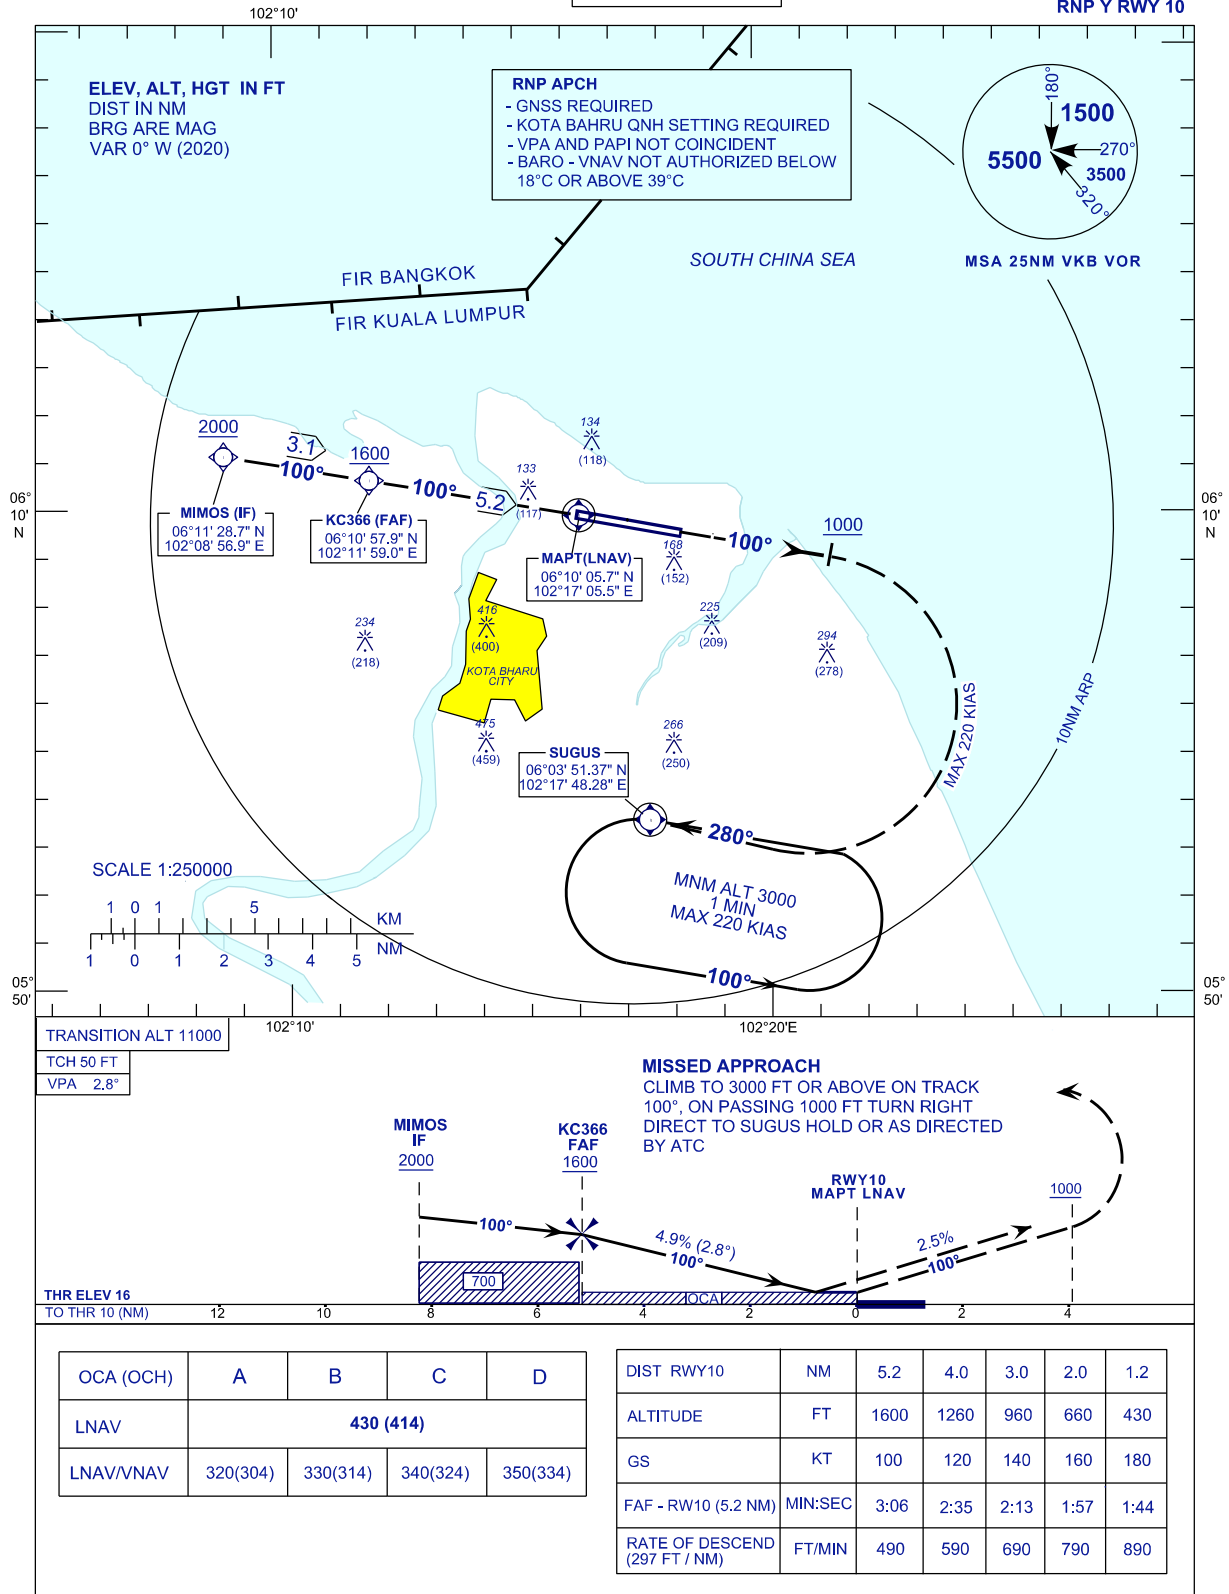 RNP Y RWY 10
102°10'
ELEV, ALT, HGT IN FT
DIST IN NM
BRG ARE MAG
VAR 0° W (2020)
RNP APCH
- GNSS REQUIRED
- KOTA BAHRU QNH SETTING REQUIRED
- VPA AND PAPI NOT COINCIDENT
- BARO - VNAV NOT AUTHORIZED BELOW
18°C OR ABOVE 39°C
180°
1500
270°
5500
3500
320°
MSA 25NM VKB VOR
SOUTH CHINA SEA
FIR BANGKOK
FIR KUALA LUMPUR
2000
3.1
100°
1600
100°
5.2
134
(118)
133
(117)
06°
10'
N
06°
10'
N
MIMOS (IF)
06°11' 28.7" N
102°08' 56.9" E
KC366 (FAF)
06°10' 57.9" N
102°11' 59.0" E
MAPT(LNAV)
06°10' 05.7" N
102°17' 05.5" E
168
(152)
100°
1000
416
(400)
KOTA BHARU
CITY
234
(218)
225
(209)
294
(278)
475
(459)
266
(250)
SUGUS
06°03' 51.37" N
102°17' 48.28" E
MAX 220 KIAS
10NM ARP
280°
MNM ALT 3000
1 MIN
MAX 220 KIAS
100°
SCALE 1:250000
1 0 1 5 KM
1 0 1 2 3 4 5 NM
05°
50'
05°
50'
102°10'
102°20'E
TRANSITION ALT 11000
TCH 50 FT
VPA 2.8°
MISSED APPROACH
CLIMB TO 3000 FT OR ABOVE ON TRACK
100°, ON PASSING 1000 FT TURN RIGHT
DIRECT TO SUGUS HOLD OR AS DIRECTED
BY ATC
MIMOS
IF
2000
KC366
FAF
1600
RWY10
MAPT LNAV
1000
100°
4.9% (2.8°)
100°
2.5%
100°
700
OCA
THR ELEV 16
TO THR 10 (NM) 12 10 8 6 4 2 0 2 4
OCA (OCH) A B C D
LNAV 430 (414)
LNAV/VNAV 320(304) 330(314) 340(324) 350(334)
DIST RWY10 NM 5.2 4.0 3.0 2.0 1.2
ALTITUDE FT 1600 1260 960 660 430
GS KT 100 120 140 160 180
FAF - RW10 (5.2 NM) MIN:SEC 3:06 2:35 2:13 1:57 1:44
RATE OF DESCEND
(297 FT / NM) FT/MIN 490 590 690 790 890